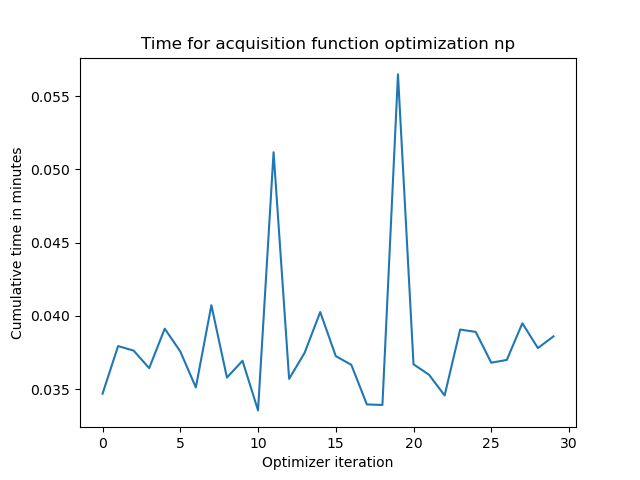 Time for acquisition function optimization np
0.055
0.050
0.045
0.040
0.035
Cumulative time in minutes
0 5 10 15 20 25 30
Optimizer iteration